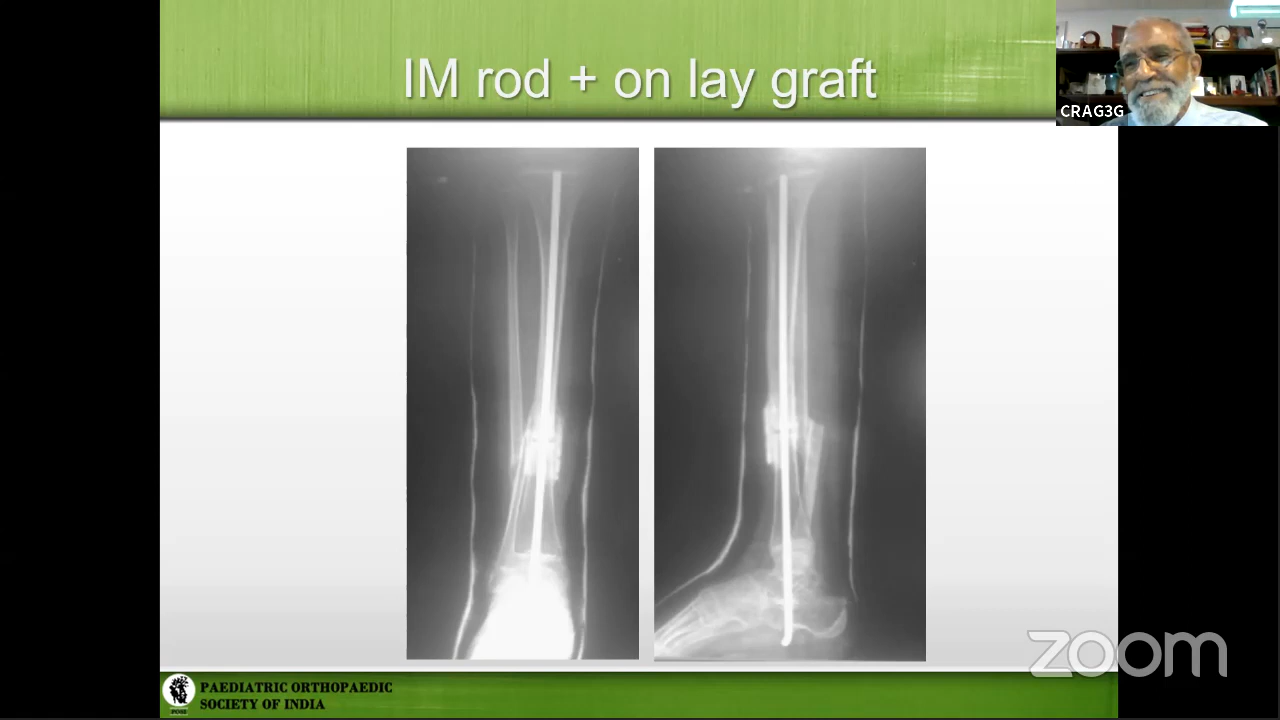 IM rod + on lay graft
CRAG3G
zoom
PAEDIATRIC ORTHOPAEDIC
SOCIETY OF INDIA